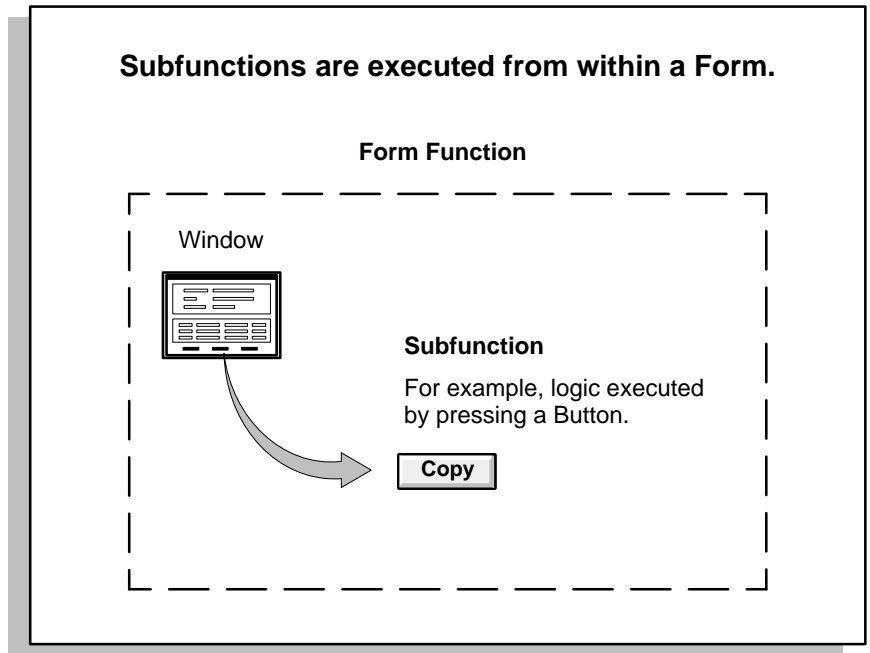 Subfunctions are executed from within a Form.
Form Function
Window
Subfunction
For example, logic executed
by pressing a Button.
Copy